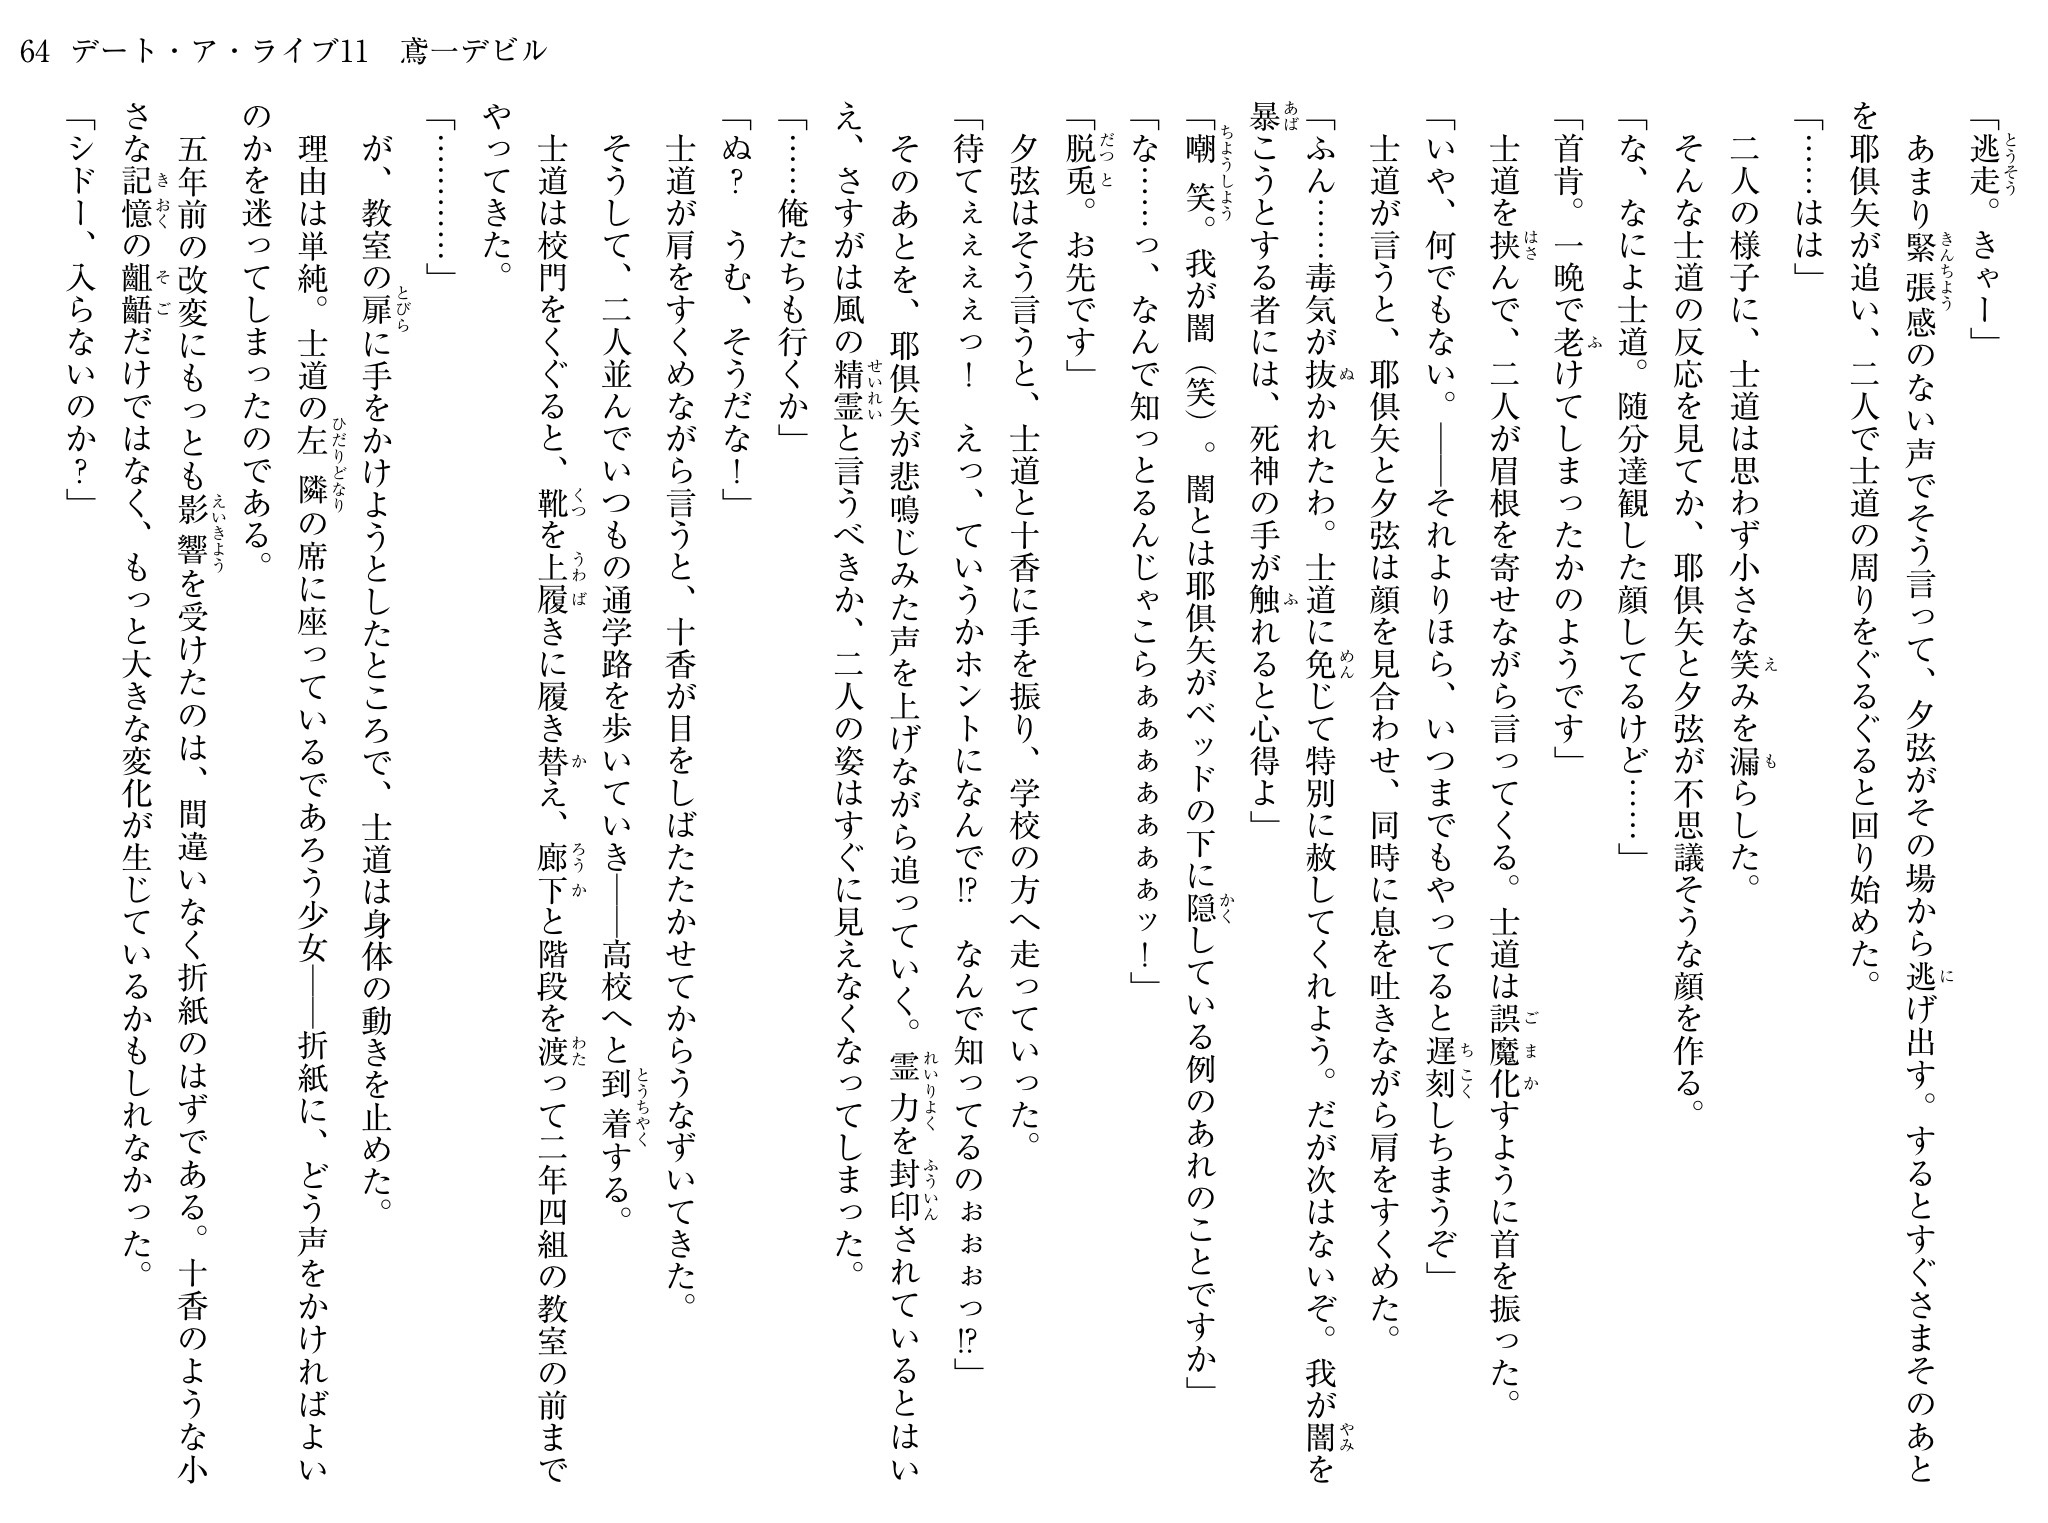 64 デート・ア・ライブ11 鳶一デビル
「逃走。きゃー」
あまり緊張感のない声でそう言って、夕弦がその場から逃げ出す。するとすぐさまそのあと
を耶倶矢が追い、二人で士道の周りをぐるぐると回り始めた。
「……はは」
二人の様子に、士道は思わず小さな笑みを漏らした。
そんな士道の反応を見てか、耶倶矢と夕弦が不思議そうな顔を作る。
「な、なによ士道。随分達観した顔してるけど……」
「首肯。一晩で老けてしまったかのようです」
士道を挟んで、二人が眉根を寄せながら言ってくる。士道は誤魔化すように首を振った。
「いや、何でもない。――それよりほら、いつまでもやってると遅刻しちまうぞ」
士道が言うと、耶倶矢と夕弦は顔を見合わせ、同時に息を吐きながら肩をすくめた。
「ふん……毒気が抜かれたわ。士道に免じて特別に赦してくれよう。だが次はないぞ。我が闇を
暴こうとする者には、死神の手が触れると心得よ」
「嘲笑。我が闇（笑）。闇とは耶倶矢がベッドの下に隠している例のあれのことですか」
「な……っ、なんで知っとるんじゃこらぁぁぁぁぁぁぁッ！」
「脱兎。お先です」
夕弦はそう言うと、士道と十香に手を振り、学校の方へ走っていった。
「待てぇぇぇぇっ！　えっ、ていうかホントになんで!?　なんで知ってるのぉぉぉっ!?」
そのあとを、耶倶矢が悲鳴じみた声を上げながら追っていく。霊力を封印されているとはい
え、さすがは風の精霊と言うべきか、二人の姿はすぐに見えなくなってしまった。
「……俺たちも行くか」
「ぬ？　うむ、そうだな！」
士道が肩をすくめながら言うと、十香が目をしばたたかせてからうなずいてきた。
そうして、二人並んでいつもの通学路を歩いていき――高校へと到着する。
士道は校門をくぐると、靴を上履きに履き替え、廊下と階段を渡って二年四組の教室の前まで
やってきた。
「…………」
が、教室の扉に手をかけようとしたところで、士道は身体の動きを止めた。
理由は単純。士道の左隣の席に座っているであろう少女――折紙に、どう声をかければよい
のかを迷ってしまったのである。
五年前の改変にもっとも影響を受けたのは、間違いなく折紙のはずである。十香のような小
さな記憶の齟齬だけではなく、もっと大きな変化が生じているかもしれなかった。
「シドー、入らないのか？」